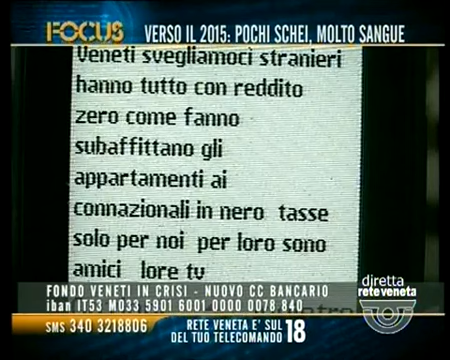 FOCUS
VERSO IL 2015: POCHI SCHEI, MOLTO SANGUE
Veneti svegliamoci stranieri
hanno tutto con reddito
zero come fanno
subaffittano gli
appartamenti ai
connazionali in nero tasse
solo per noi per loro sono
amici lore tv
FONDO VENETI IN CRISI - NUOVO CC BANCARIO
iban IT53 M033 5901 6001 0000 0078 840
diretta
reteveneta
SMS 340 3218806
RETE VENETA E' SUL
DEL TUO TELECOMANDO 18